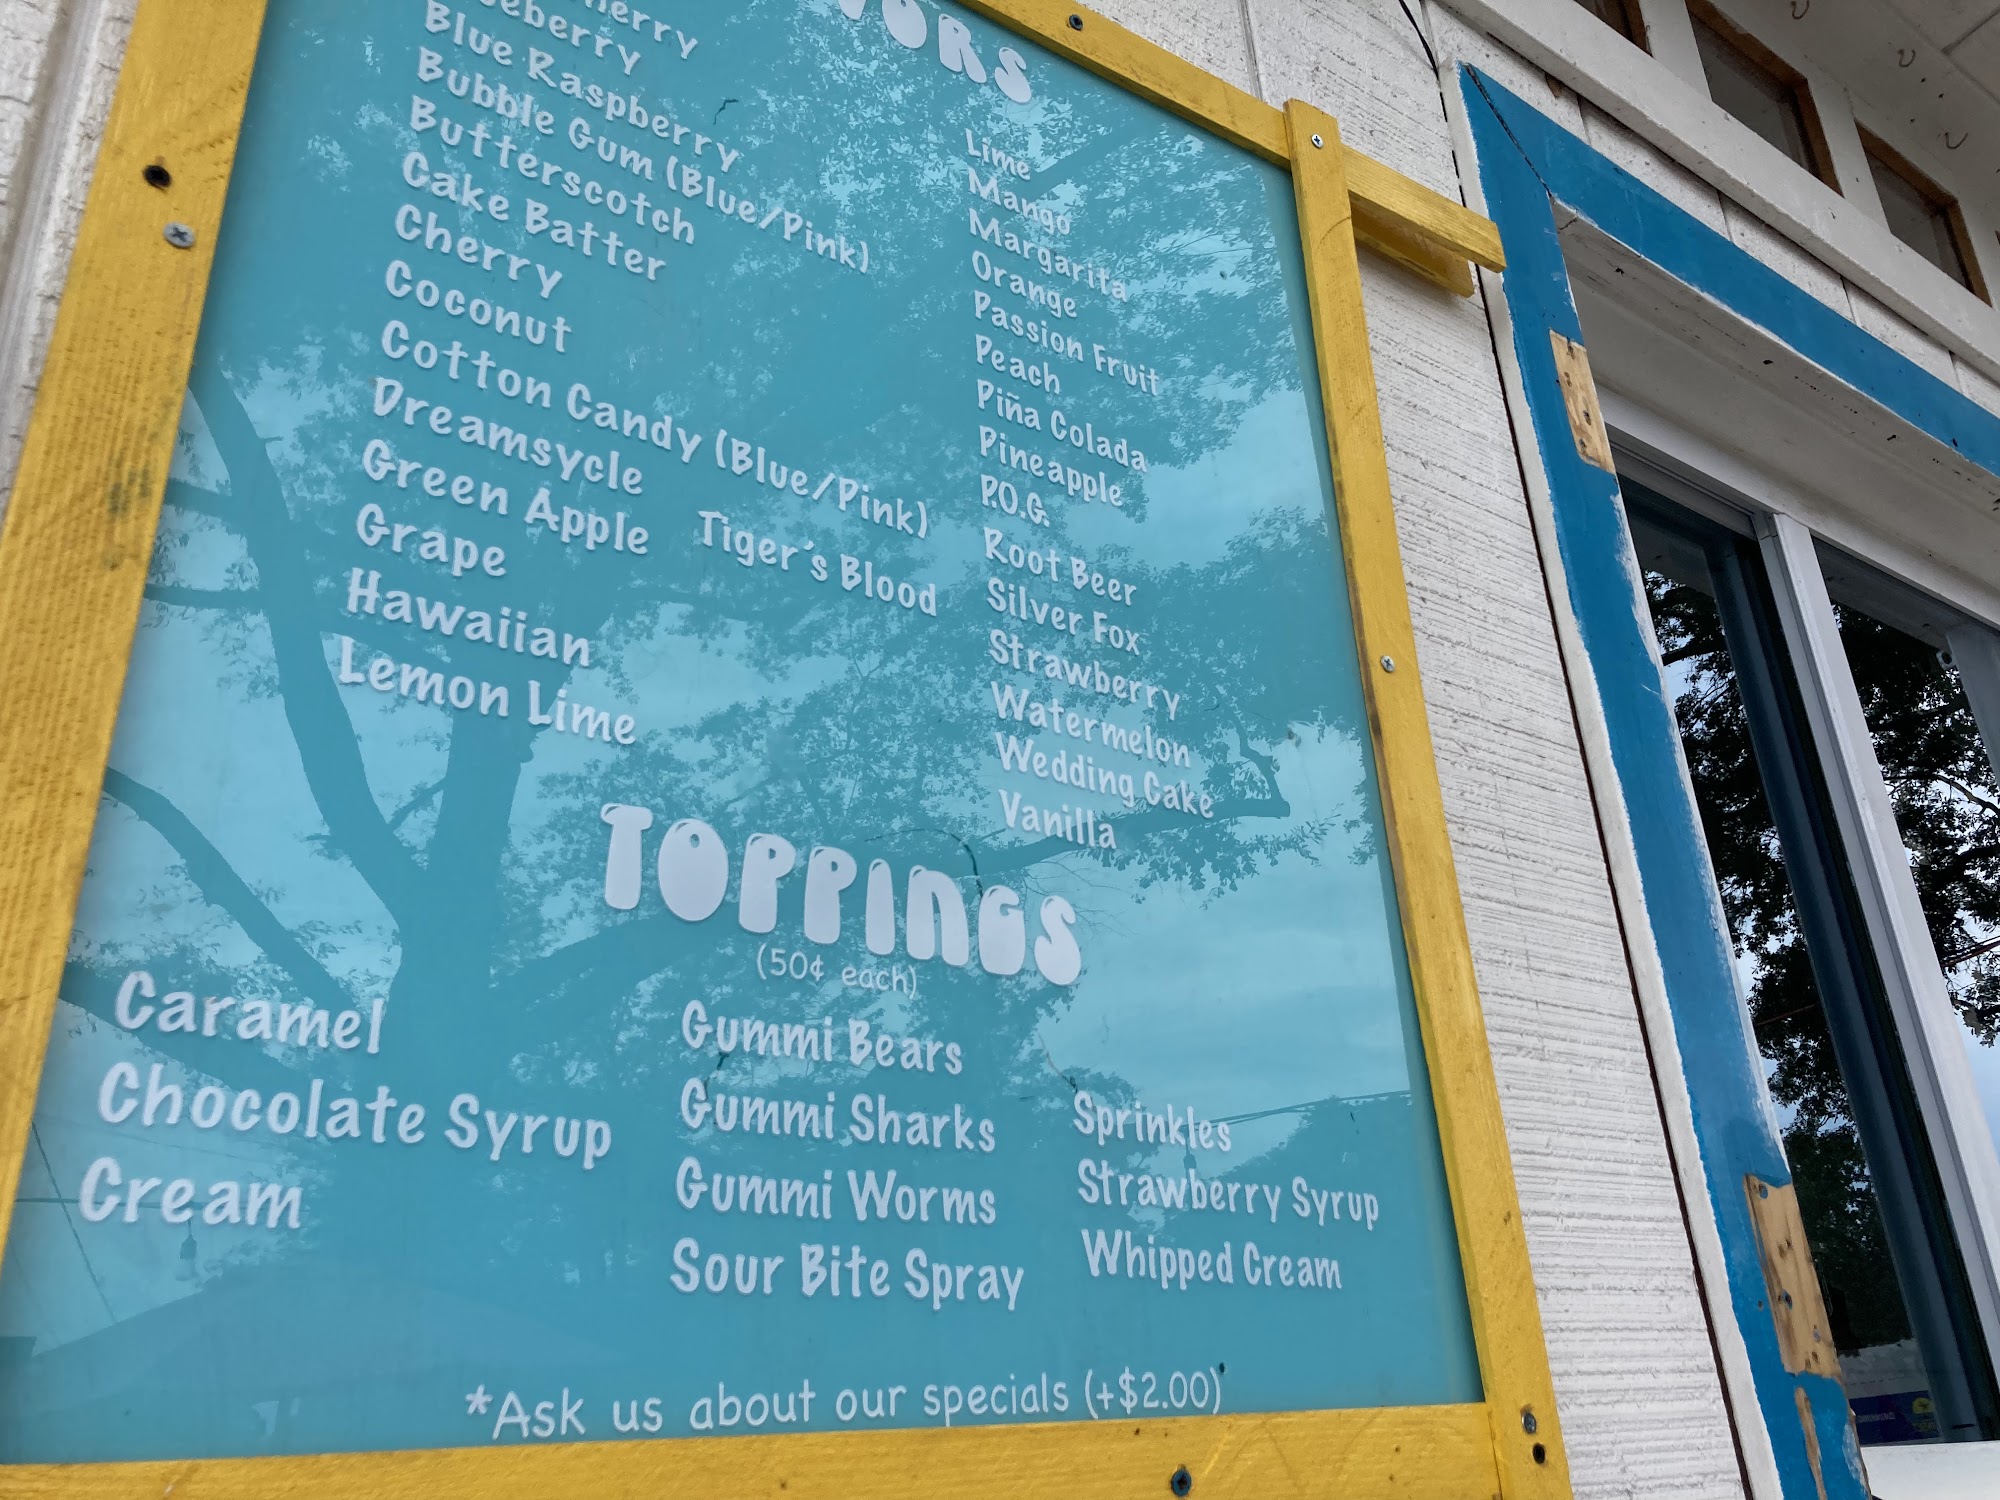 Blue Raspberry
Bubble Gum (Blue/Pink)
Butterscotch
Cake Batter
Cherry
Coconut
Cotton Candy (Blue/Pink)
Dreamsycle
Green Apple
Grape
Hawaiian
Lemon Lime
Tiger's Blood
Lime
Mango
Margarita
Orange
Passion Fruit
Peach
Piña Colada
Pineapple
P.O.G.
Root Beer
Silver Fox
Strawberry
Watermelon
Wedding Cake
Vanilla
TOPPINGS
(50¢ each)
Caramel
Chocolate Syrup
Cream
Gummi Bears
Gummi Sharks
Gummi Worms
Sour Bite Spray
Sprinkles
Strawberry Syrup
Whipped Cream
*Ask us about our specials (+$2.00)